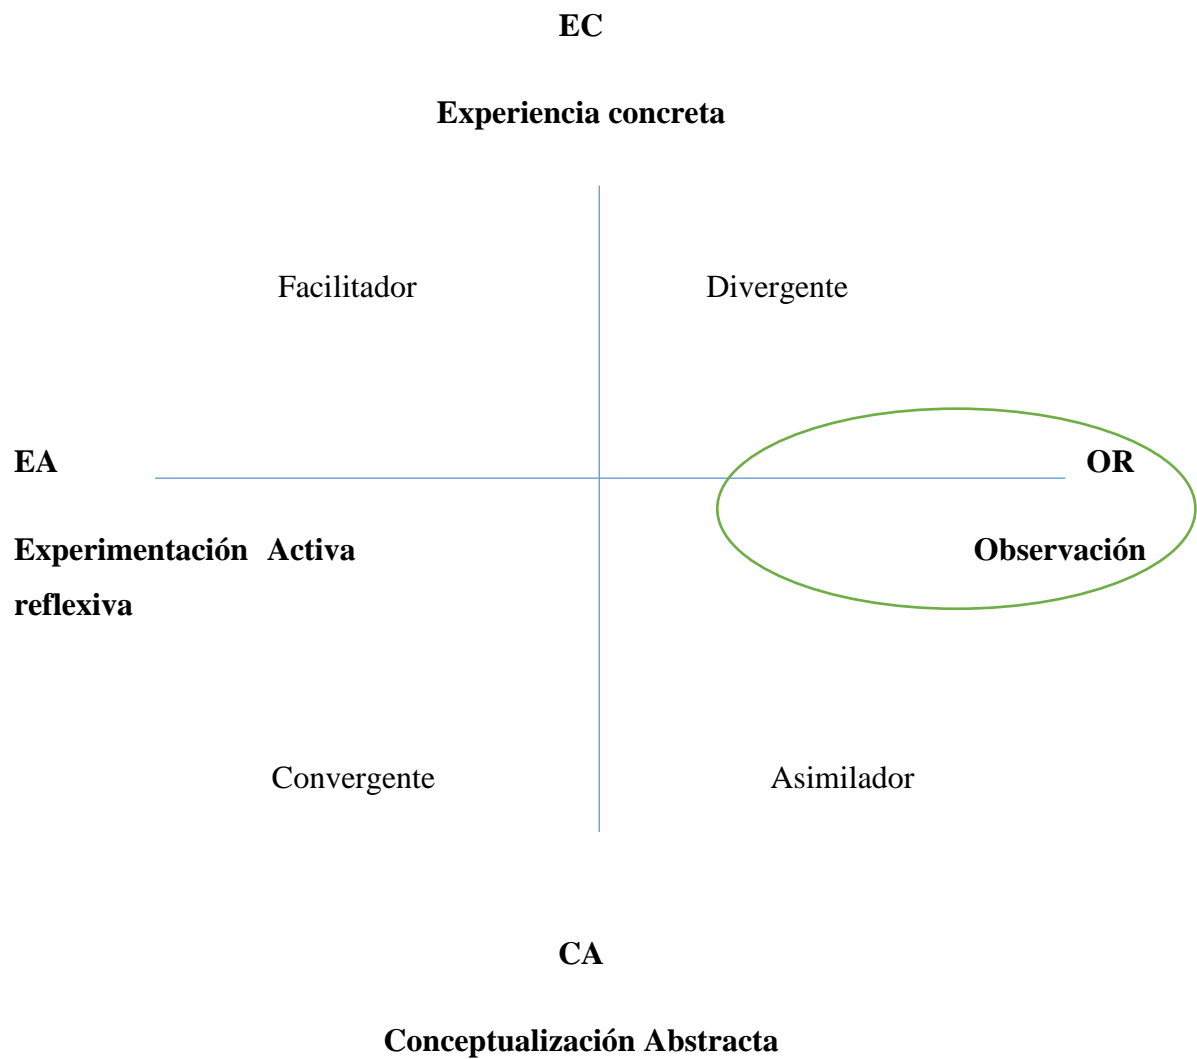 EC
Experiencia concreta
Facilitador Divergente
EA OR
Experimentación Activa Observación
reflexiva
Convergente Asimilador
CA
Conceptualización Abstracta